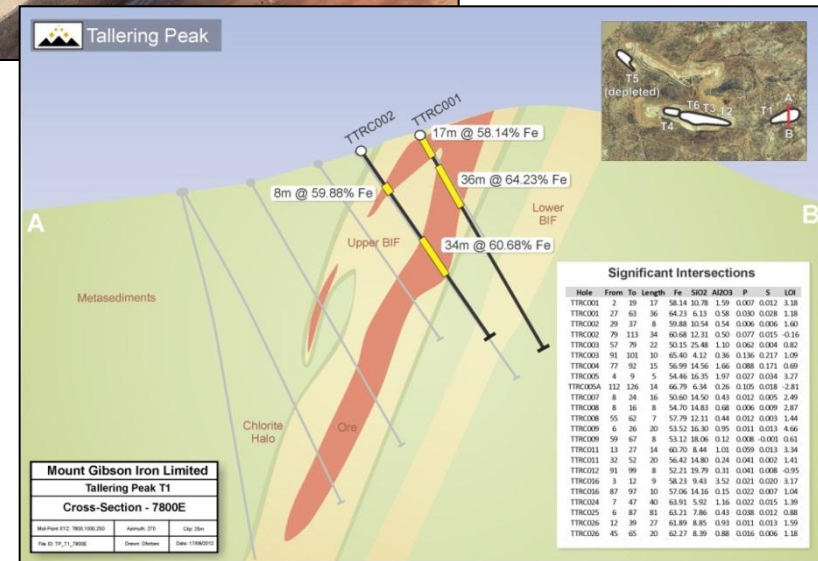 Tallering Peak
T5
(depleted)
T6
T3
T2
T4
T1
A'
B
TTRC002
TTRC001
17m @ 58.14% Fe
8m @ 59.88% Fe
36m @ 64.23% Fe
34m @ 60.68% Fe
A
B
Upper BIF
Lower
BIF
Metasediments
Chlorite
Halo
Ore
Significant Intersections
Hole From To Length Fe SIO2 Al2O3 P S LOI
TTRC001 2 19 17 58.14 10.78 1.59 0.007 0.012 3.18
TTRC001 27 63 36 64.23 6.13 0.58 0.030 0.028 1.18
TTRC002 29 37 8 59.88 10.54 0.54 0.006 0.006 1.60
TTRC002 79 113 34 60.68 12.31 0.50 0.077 0.015 -0.16
TTRC003 57 79 22 50.15 25.48 1.10 0.062 0.004 0.82
TTRC003 91 101 10 65.40 4.12 0.36 0.136 0.217 1.09
TTRC004 77 92 15 56.99 14.56 1.66 0.088 0.171 0.69
TTRC005 4 9 5 54.46 16.35 1.97 0.027 0.034 3.27
TTRC005A 112 126 14 66.79 6.34 0.26 0.105 0.018 -2.81
TTRC007 8 24 16 50.60 14.50 0.43 0.012 0.005 2.49
TTRC008 8 16 8 54.70 14.83 0.68 0.006 0.009 2.87
TTRC008 55 62 7 57.79 12.11 0.44 0.012 0.003 1.44
TTRC009 6 26 20 53.52 16.30 0.95 0.011 0.013 4.66
TTRC009 59 67 8 53.12 18.06 0.12 0.008 -0.001 0.61
TTRC011 13 27 14 60.70 8.44 1.01 0.059 0.013 3.34
TTRC011 32 52 20 56.42 14.80 0.24 0.041 0.002 1.41
TTRC012 91 99 8 52.21 19.79 0.31 0.041 0.008 -0.95
TTRC016 3 12 9 58.23 9.43 3.52 0.021 0.020 3.17
TTRC016 87 97 10 57.06 14.16 0.15 0.022 0.007 1.04
TTRC024 7 47 40 63.91 5.92 1.16 0.022 0.015 1.39
TTRC025 6 87 81 63.21 7.86 0.43 0.038 0.012 0.88
TTRC026 12 39 27 61.89 8.85 0.93 0.011 0.013 1.59
TTRC026 45 65 20 62.27 8.39 0.88 0.016 0.006 1.18
Mount Gibson Iron Limited
Tallering Peak T1
Cross-Section - 7800E
Azimuth: 270
Clip: 25m
File ID: TP_T1_7800E
Date: 17/09/2012